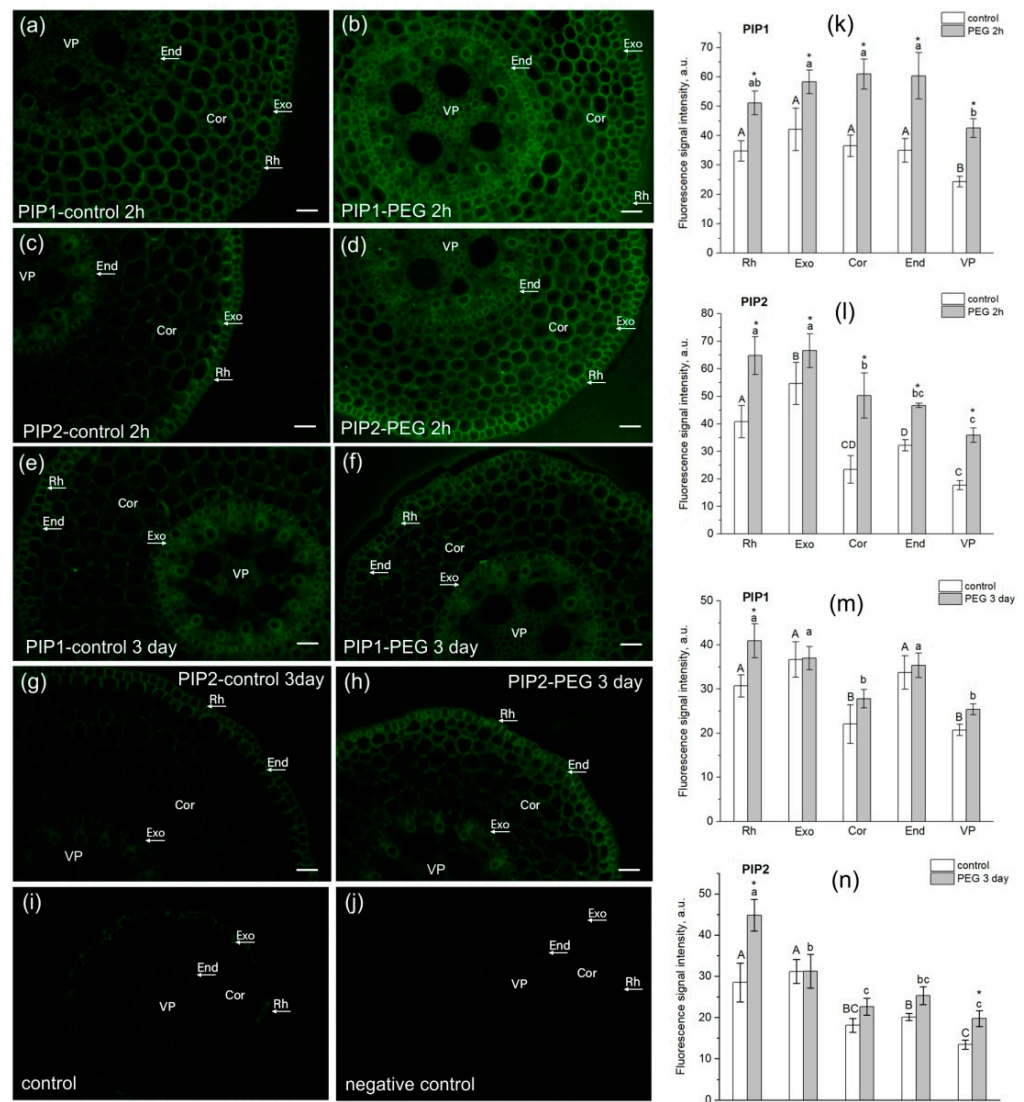 (a)
VP
End
Exo
Cor
Rh
PIP1-control 2h
(b)
Exo
End
VP
Cor
Rh
PIP1-PEG 2h
(c)
End
VP
Exo
Cor
Rh
PIP2-control 2h
(d)
VP
End
Exo
Cor
Rh
PIP2-PEG 2h
(e)
Rh
Cor
End
Exo
VP
PIP1-control 3 day
(f)
Rh
Cor
End
Exo
VP
PIP1-PEG 3 day
(g)
PIP2-control 3day
Rh
End
Cor
Exo
VP
(h)
PIP2-PEG 3 day
Rh
End
Cor
Exo
VP
(i)
Exo
End
Cor
VP
Rh
control
(j)
Exo
End
Cor
VP
Rh
negative control
PIP1
(k)
control
PEG 2h
Fluorescence signal intensity, a.u.
70
60
50
40
30
20
10
0
A * ab
A * a
A * a
A * a
B * b
Rh Exo Cor End VP
PIP2
(l)
control
PEG 2h
Fluorescence signal intensity, a.u.
80
70
60
50
40
30
20
10
0
A * a
B * a
CD * b
D * bc
C * c
Rh Exo Cor End VP
PIP1
(m)
control
PEG 3 day
Fluorescence signal intensity, a.u.
50
40
30
20
10
0
A * a
A a
B b
A a
B b
Rh Exo Cor End VP
PIP2
(n)
control
PEG 3 day
Fluorescence signal intensity, a.u.
50
40
30
20
10
0
A * a
A b
BC c
B bc
C * c